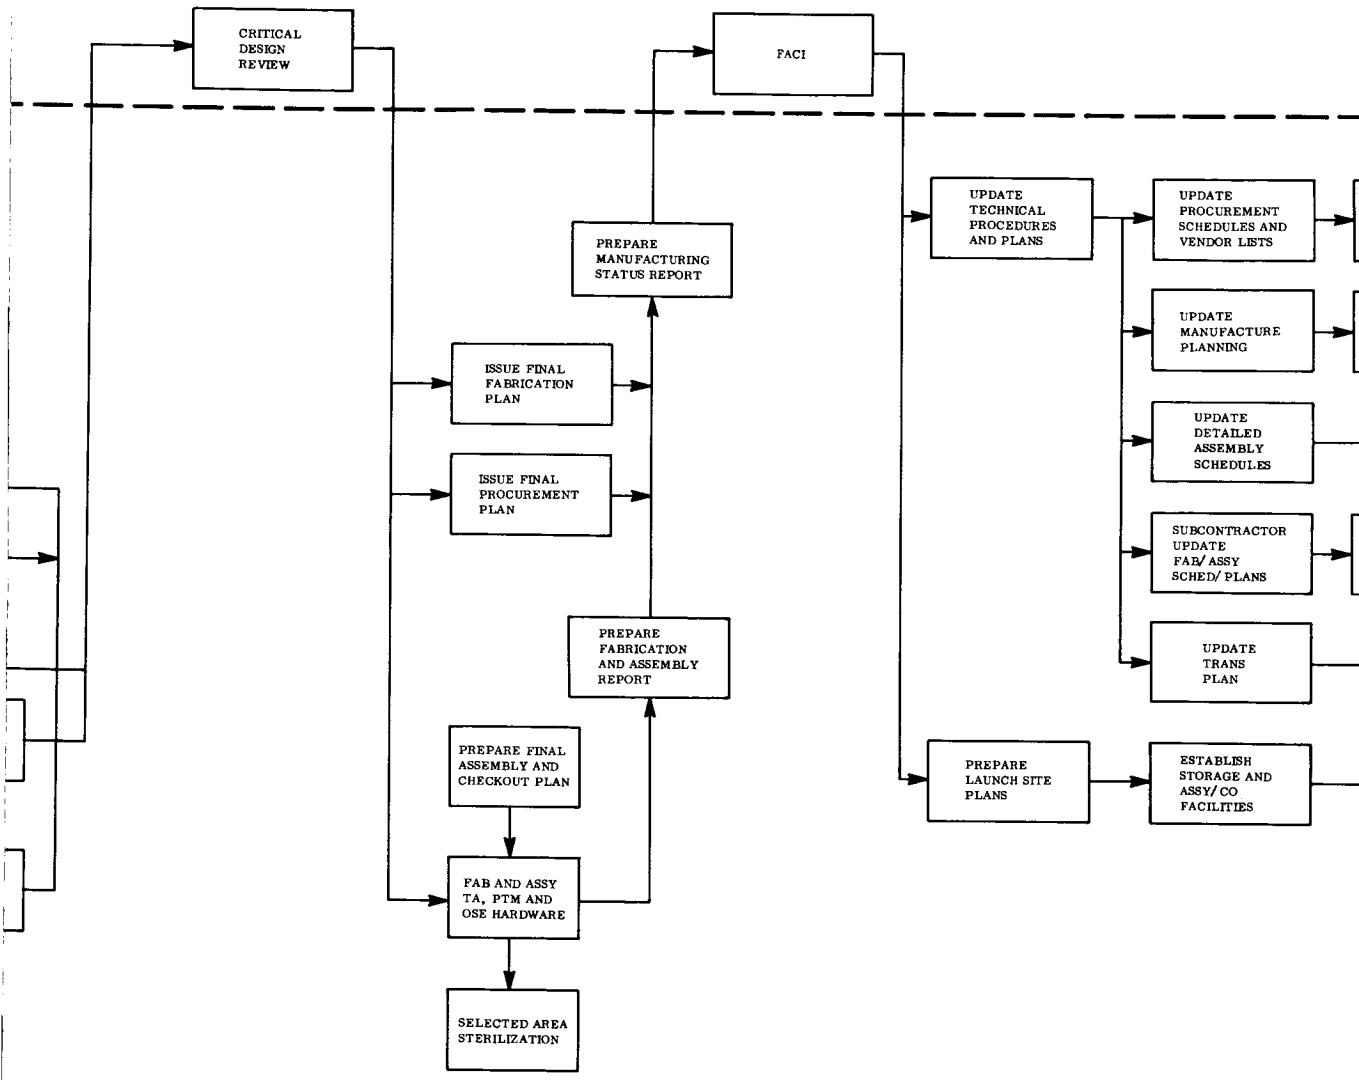 CRITICAL
DESIGN
REVIEW
FACI
PREPARE
MANUFACTURING
STATUS REPORT
ISSUE FINAL
FABRICATION
PLAN
ISSUE FINAL
PROCUREMENT
PLAN
PREPARE
FABRICATION
AND ASSEMBLY
REPORT
PREPARE FINAL
ASSEMBLY AND
CHECKOUT PLAN
FAB AND ASSY
TA, PTM AND
OSE HARDWARE
SELECTED AREA
STERILIZATION
UPDATE
TECHNICAL
PROCEDURES
AND PLANS
UPDATE
PROCUREMENT
SCHEDULES AND
VENDOR LISTS
UPDATE
MANUFACTURE
PLANNING
UPDATE
DETAILED
ASSEMBLY
SCHEDULES
SUBCONTRACTOR
UPDATE
FAB/ASSY
SCHED/PLANS
UPDATE
TRANS
PLAN
PREPARE
LAUNCH SITE
PLANS
ESTABLISH
STORAGE AND
ASSY/CO
FACILITIES